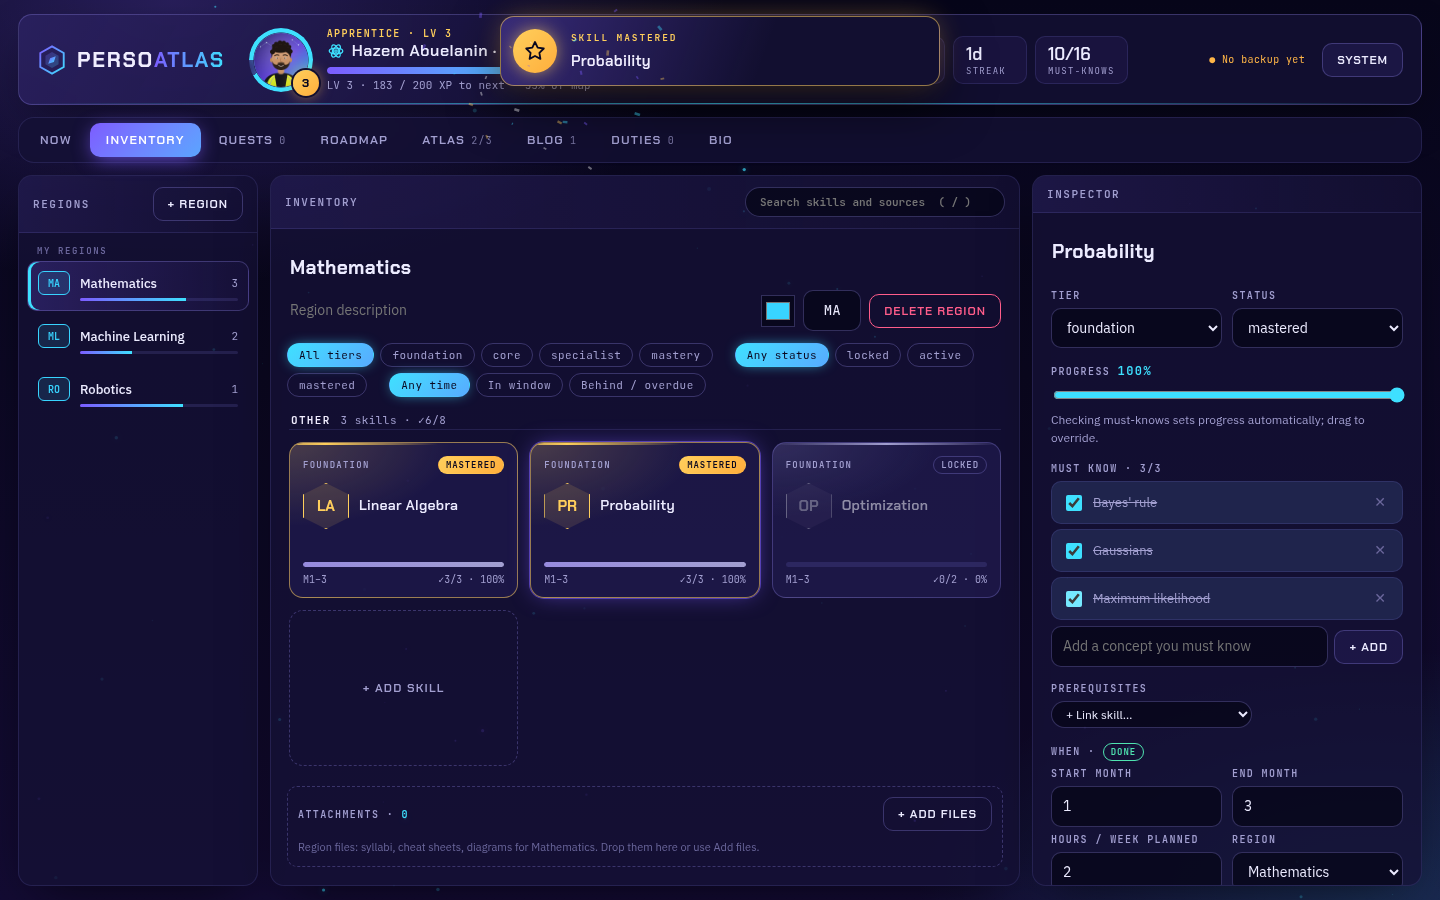 PERSOATLAS
APPRENTICE · LV 3
Hazem Abuelanin ·
LV 3 · 183 / 200 XP to next
3
SKILL MASTERED
Probability
1d
STREAK
10/16
MUST-KNOWS
No backup yet
SYSTEM
NOW
INVENTORY
QUESTS 0
ROADMAP
ATLAS 2/3
BLOG 1
DUTIES 0
BIO
REGIONS
+ REGION
MY REGIONS
MA Mathematics 3
ML Machine Learning 2
RO Robotics 1
INVENTORY
Search skills and sources ( / )
Mathematics
Region description
MA
DELETE REGION
All tiers foundation core specialist mastery Any status locked active
mastered Any time In window Behind / overdue
OTHER 3 skills · ✓6/8
FOUNDATION MASTERED
LA Linear Algebra
M1–3 ✓3/3 · 100%
FOUNDATION MASTERED
PR Probability
M1–3 ✓3/3 · 100%
FOUNDATION LOCKED
OP Optimization
M1–3 ✓0/2 · 0%
+ ADD SKILL
ATTACHMENTS · 0
+ ADD FILES
Region files: syllabi, cheat sheets, diagrams for Mathematics. Drop them here or use Add files.
INSPECTOR
Probability
TIER STATUS
foundation mastered
PROGRESS 100%
Checking must-knows sets progress automatically; drag to
override.
MUST KNOW · 3/3
Bayes' rule ✕
Gaussians ✕
Maximum likelihood ✕
Add a concept you must know + ADD
PREREQUISITES
+ Link skill...
WHEN · DONE
START MONTH END MONTH
1 3
HOURS / WEEK PLANNED REGION
2 Mathematics